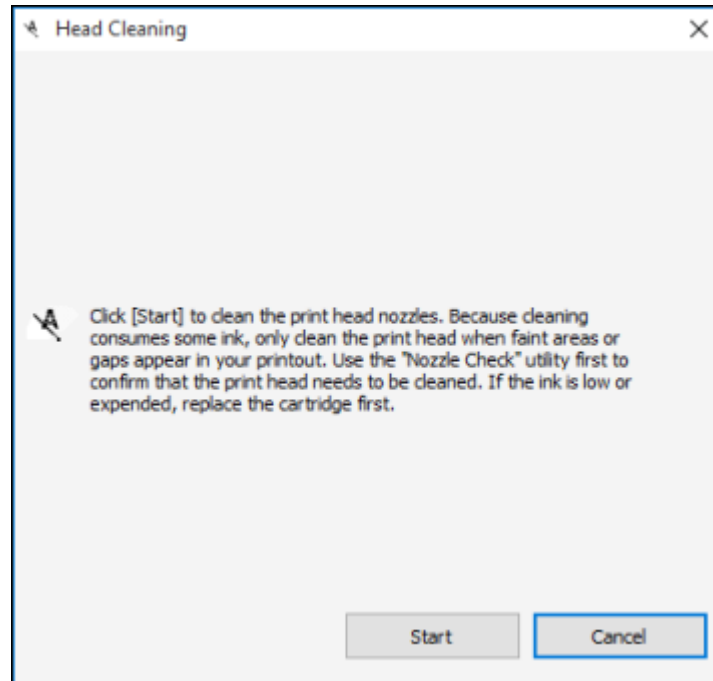 Head Cleaning
Click [Start] to clean the print head nozzles. Because cleaning
consumes some ink, only clean the print head when faint areas or
gaps appear in your printout. Use the "Nozzle Check" utility first to
confirm that the print head needs to be cleaned. If the ink is low or
expended, replace the cartridge first.
Start
Cancel